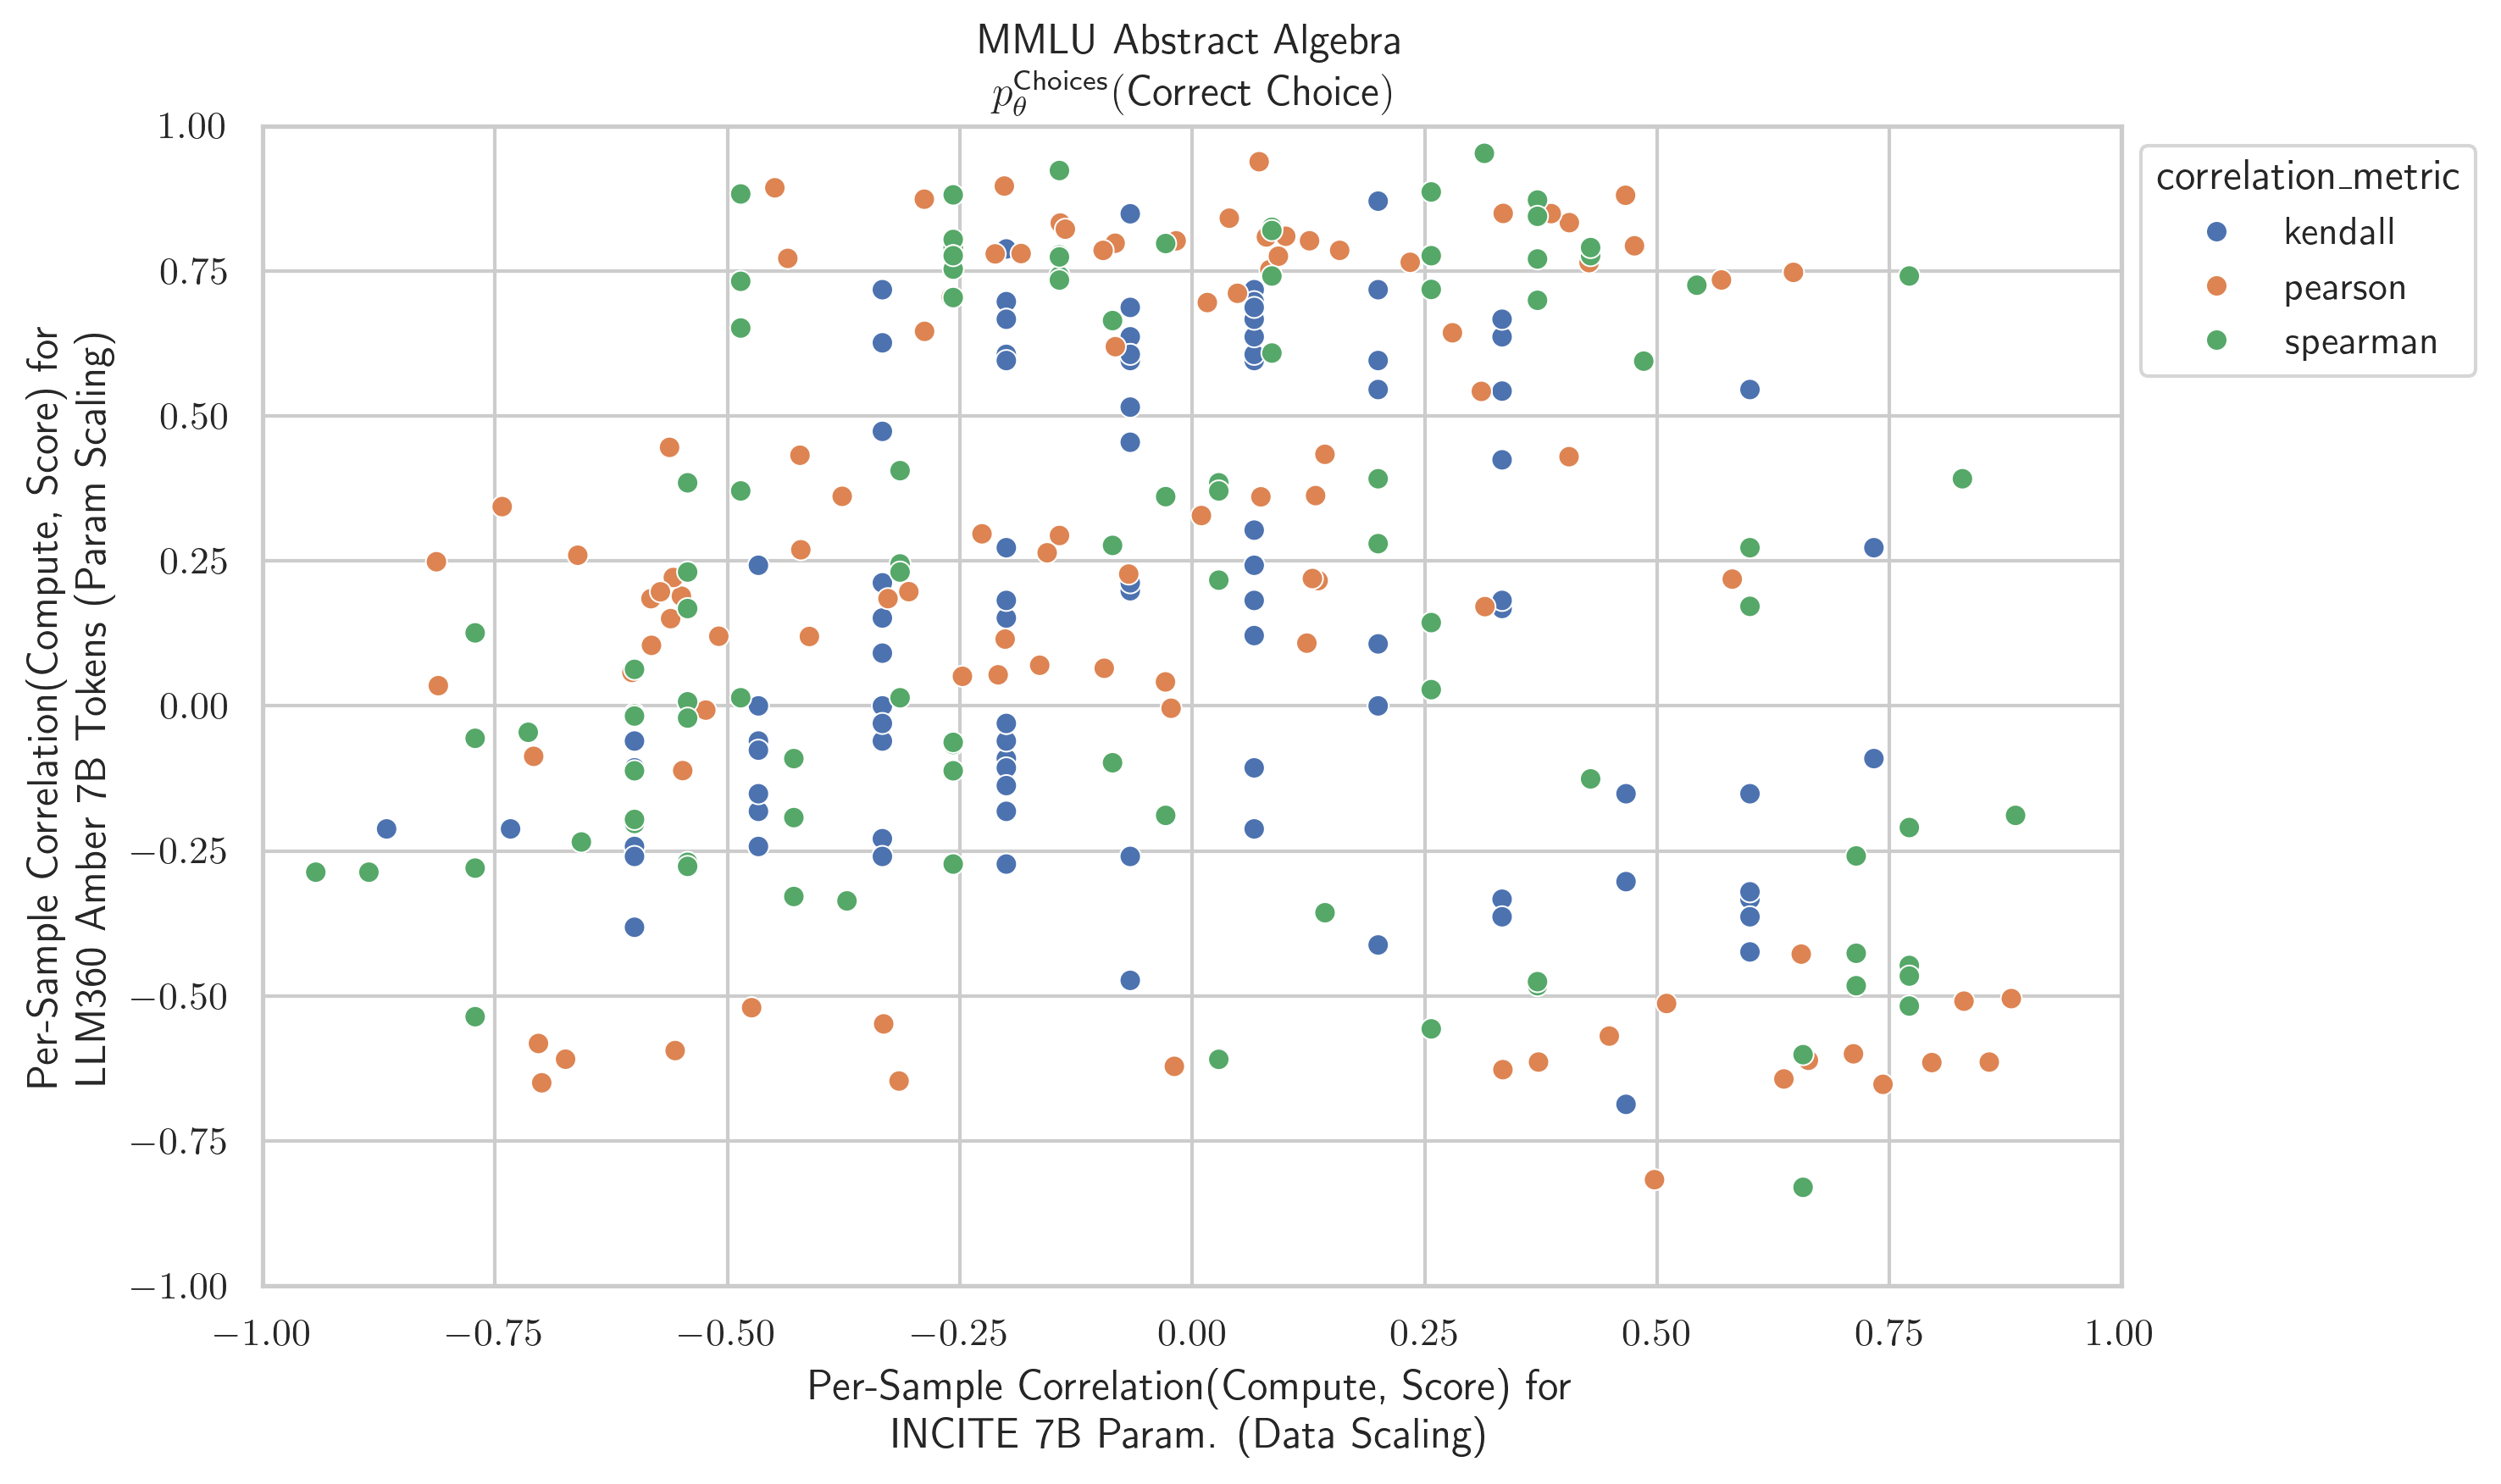 MMLU Abstract Algebra
p_θ^Choices(Correct Choice)
1.00
0.75
0.50
0.25
0.00
−0.25
−0.50
−0.75
−1.00
Per-Sample Correlation(Compute, Score) for
LLM360 Amber 7B Tokens (Param Scaling)
−1.00
−0.75
−0.50
−0.25
0.00
0.25
0.50
0.75
1.00
Per-Sample Correlation(Compute, Score) for
INCITE 7B Param. (Data Scaling)
correlation_metric
kendall
pearson
spearman